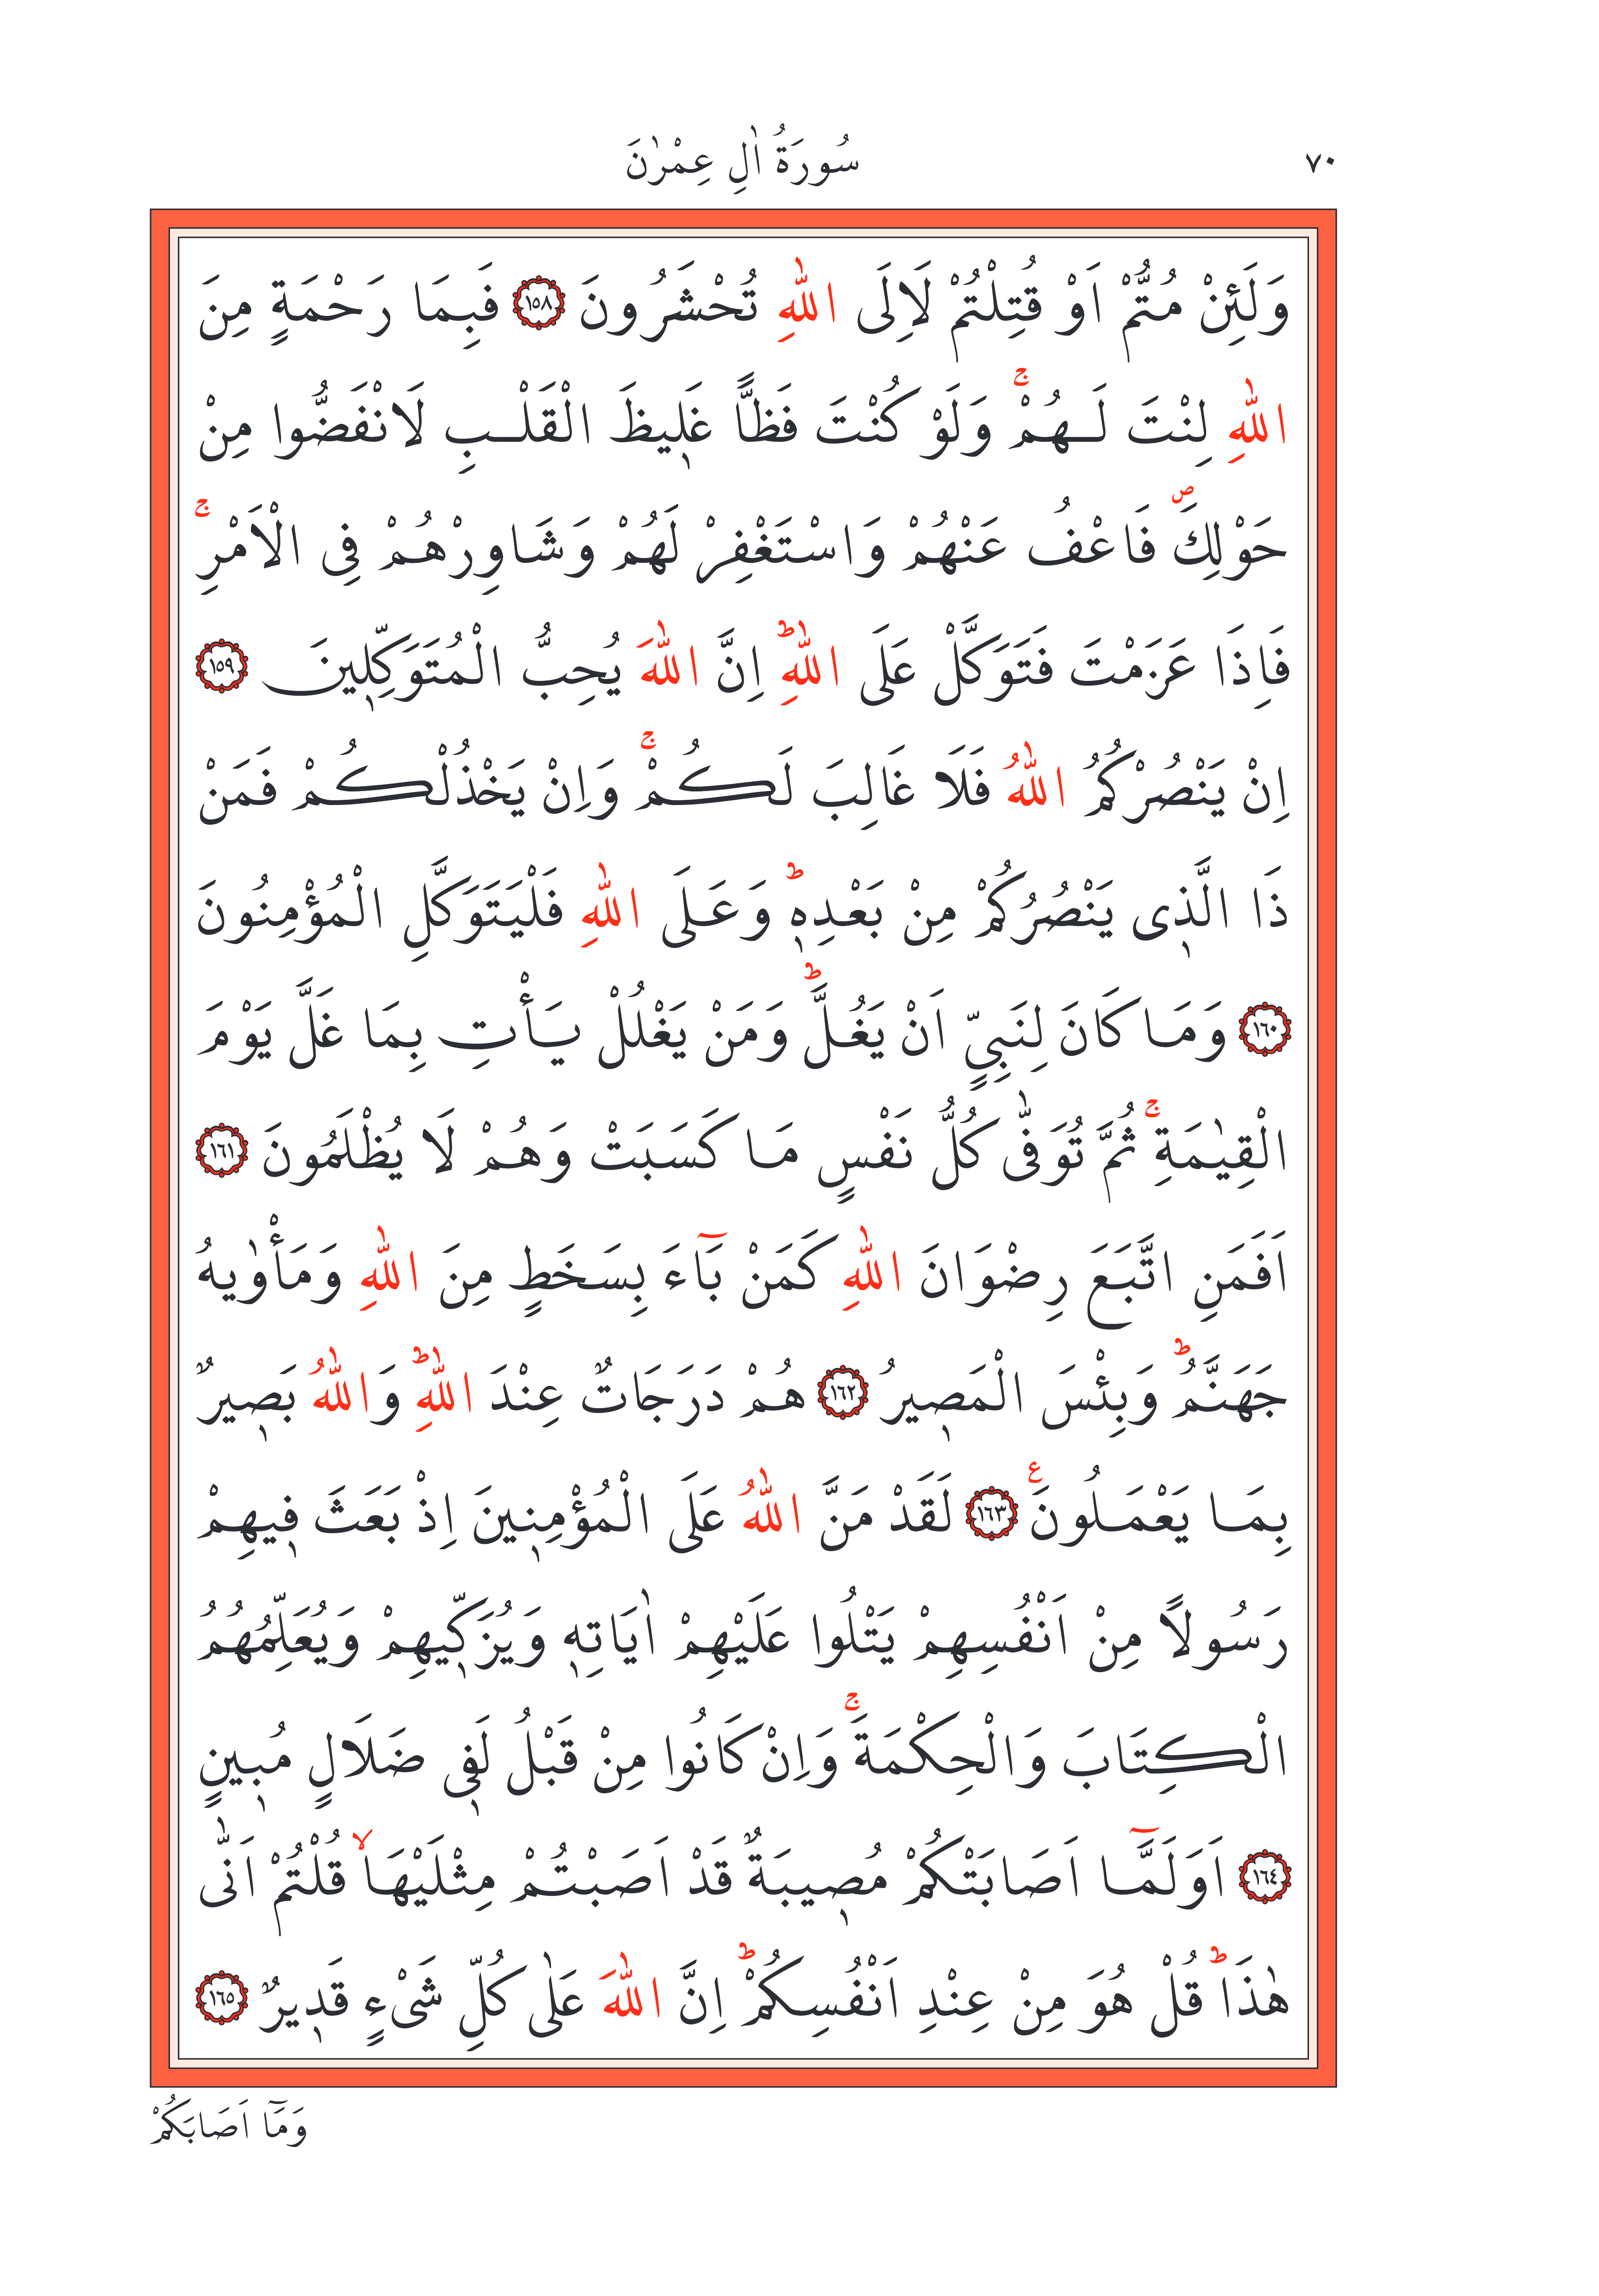 سُورَةُ اٰلِ عِمْرٰنَ ٧٠
وَلَئِنْ مُتُّمْ اَوْ قُتِلْتُمْ لَاِلَى اللّٰهِ تُحْشَرُونَ ﴿١٥٨﴾ فَبِمَا رَحْمَةٍ مِنَ
اللّٰهِ لِنْتَ لَهُمْۚ وَلَوْ كُنْتَ فَظًّا غَل۪يظَ الْقَلْبِ لَانْفَضُّوا مِنْ
حَوْلِكَۖ فَاعْفُ عَنْهُمْ وَاسْتَغْفِرْ لَهُمْ وَشَاوِرْهُمْ فِى الْاَمْرِۚ
فَاِذَا عَزَمْتَ فَتَوَكَّلْ عَلَى اللّٰهِۜ اِنَّ اللّٰهَ يُحِبُّ الْمُتَوَكِّل۪ينَ ﴿١٥٩﴾
اِنْ يَنْصُرْكُمُ اللّٰهُ فَلَا غَالِبَ لَكُمْۚ وَاِنْ يَخْذُلْكُمْ فَمَنْ
ذَا الَّذ۪ى يَنْصُرُكُمْ مِنْ بَعْدِه۪ۜ وَعَلَى اللّٰهِ فَلْيَتَوَكَّلِ الْمُؤْمِنُونَ
﴿١٦٠﴾ وَمَا كَانَ لِنَبِىٍّ اَنْ يَغُلَّۜ وَمَنْ يَغْلُلْ يَأْتِ بِمَا غَلَّ يَوْمَ
الْقِيٰمَةِۚ ثُمَّ تُوَفّٰى كُلُّ نَفْسٍ مَا كَسَبَتْ وَهُمْ لَا يُظْلَمُونَ ﴿١٦١﴾
اَفَمَنِ اتَّبَعَ رِضْوَانَ اللّٰهِ كَمَنْ بَٓاءَ بِسَخَطٍ مِنَ اللّٰهِ وَمَأْوٰيهُ
جَهَنَّمُۜ وَبِئْسَ الْمَص۪يرُ ﴿١٦٢﴾ هُمْ دَرَجَاتٌ عِنْدَ اللّٰهِۜ وَاللّٰهُ بَص۪يرٌ
بِمَا يَعْمَلُونَع ﴿١٦٣﴾ لَقَدْ مَنَّ اللّٰهُ عَلَى الْمُؤْمِن۪ينَ اِذْ بَعَثَ ف۪يهِمْ
رَسُولًا مِنْ اَنْفُسِهِمْ يَتْلُوا عَلَيْهِمْ اٰيَاتِه۪ وَيُزَكّ۪يهِمْ وَيُعَلِّمُهُمُ
الْكِتَابَ وَالْحِكْمَةَۚ وَاِنْ كَانُوا مِنْ قَبْلُ لَف۪ى ضَلَالٍ مُب۪ينٍ
﴿١٦٤﴾ اَوَلَمَّٓا اَصَابَتْكُمْ مُص۪يبَةٌ قَدْ اَصَبْتُمْ مِثْلَيْهَاۙ قُلْتُمْ اَنّٰى
هٰذَاۜ قُلْ هُوَ مِنْ عِنْدِ اَنْفُسِكُمْۜ اِنَّ اللّٰهَ عَلٰى كُلِّ شَىْءٍ قَد۪يرٌ ﴿١٦٥﴾
وَمَٓا اَصَابَكُمْ